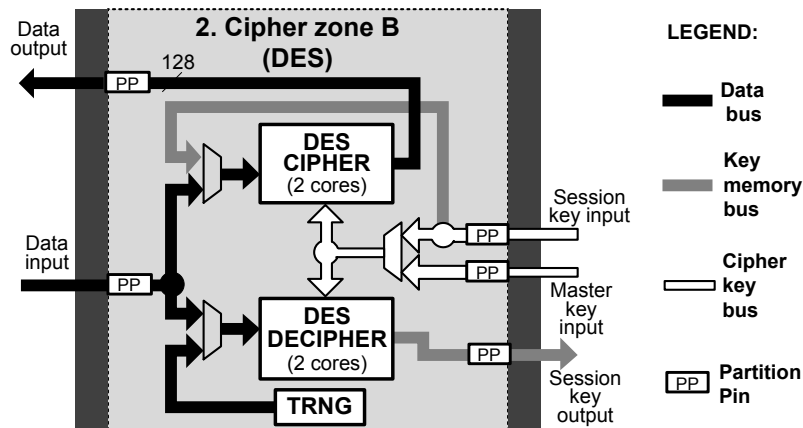 2. Cipher zone B
(DES)
Data
output
PP
128
DES
CIPHER
(2 cores)
Session
key input
PP
Data
input
PP
PP
Master
key
input
DES
DECIPHER
(2 cores)
PP
Session
key
output
TRNG
LEGEND:
Data
bus
Key
memory
bus
Cipher
key
bus
PP
Partition
Pin